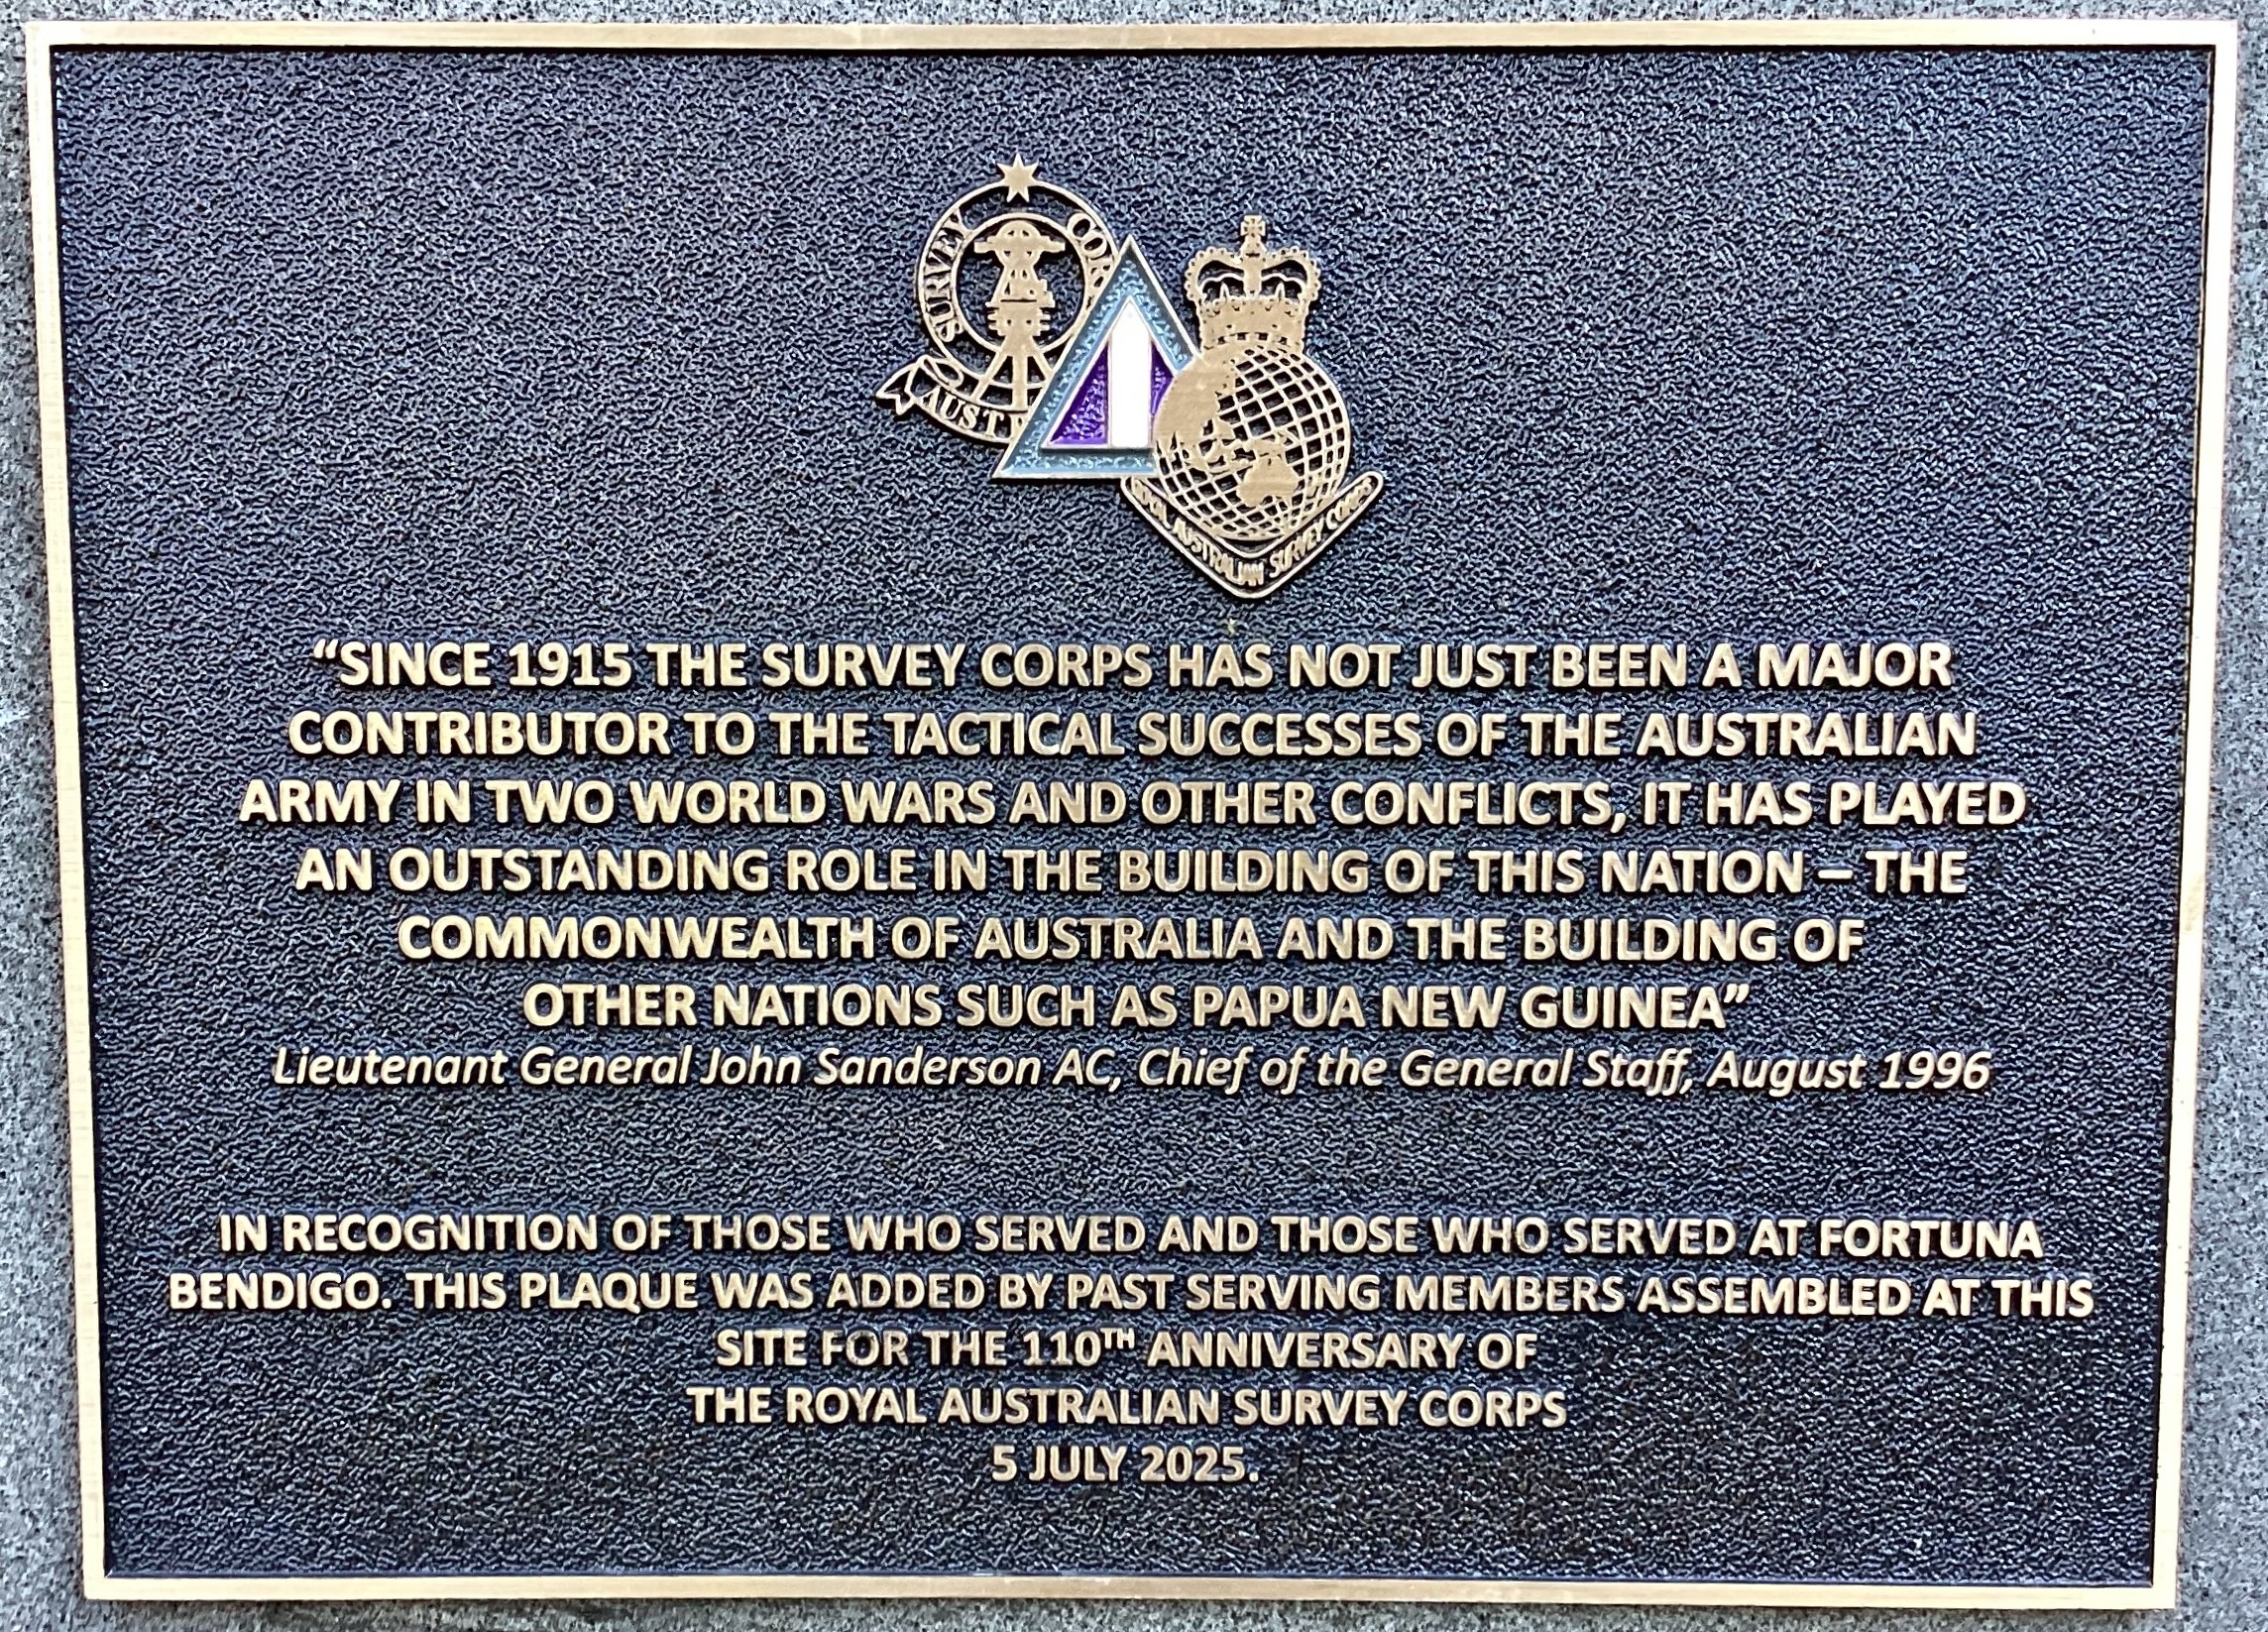 SURVEY COR
AUST
ROYAL AUSTRALIAN SURVEY CORPS
“SINCE 1915 THE SURVEY CORPS HAS NOT JUST BEEN A MAJOR
CONTRIBUTOR TO THE TACTICAL SUCCESSES OF THE AUSTRALIAN
ARMY IN TWO WORLD WARS AND OTHER CONFLICTS, IT HAS PLAYED
AN OUTSTANDING ROLE IN THE BUILDING OF THIS NATION – THE
COMMONWEALTH OF AUSTRALIA AND THE BUILDING OF
OTHER NATIONS SUCH AS PAPUA NEW GUINEA”
Lieutenant General John Sanderson AC, Chief of the General Staff, August 1996
IN RECOGNITION OF THOSE WHO SERVED AND THOSE WHO SERVED AT FORTUNA
BENDIGO. THIS PLAQUE WAS ADDED BY PAST SERVING MEMBERS ASSEMBLED AT THIS
SITE FOR THE 110TH ANNIVERSARY OF
THE ROYAL AUSTRALIAN SURVEY CORPS
5 JULY 2025.